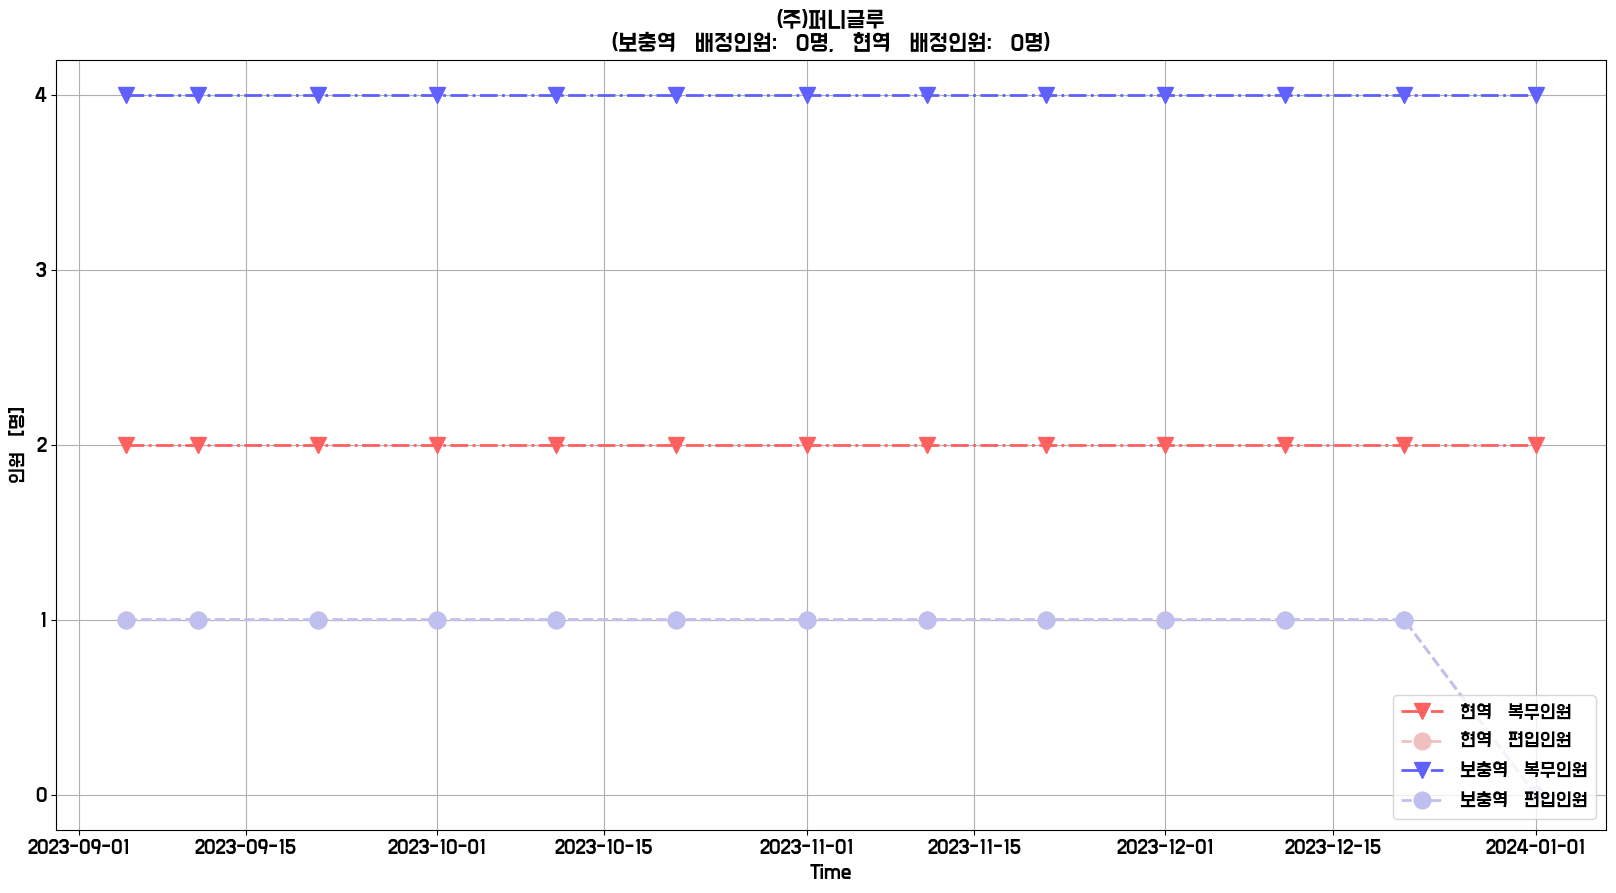 (주)퍼니글루
(보충역 배정인원: 0명, 현역 배정인원: 0명)
4
3
2
1
0
인원 [명]
현역 복무인원
현역 편입인원
보충역 복무인원
보충역 편입인원
2023-09-01 2023-09-15 2023-10-01 2023-10-15 2023-11-01 2023-11-15 2023-12-01 2023-12-15 2024-01-01
Time